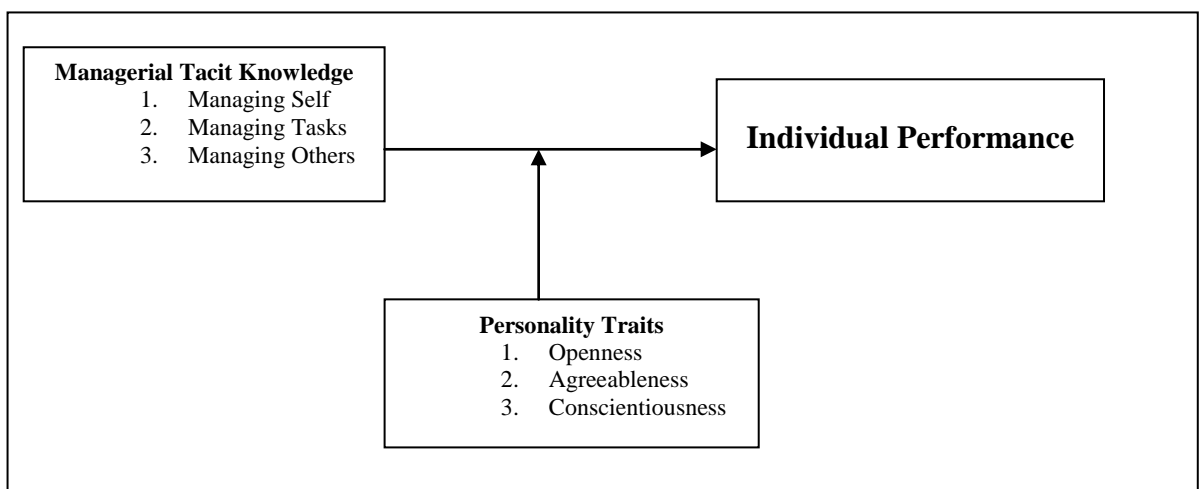 Managerial Tacit Knowledge
1. Managing Self
2. Managing Tasks
3. Managing Others
Individual Performance
Personality Traits
1. Openness
2. Agreeableness
3. Conscientiousness